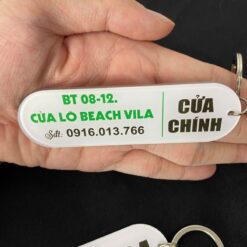 BT 08-12.
CỬA LÒ BEACH VILA
Sđt: 0916.013.766
CỬA
CHÍNH